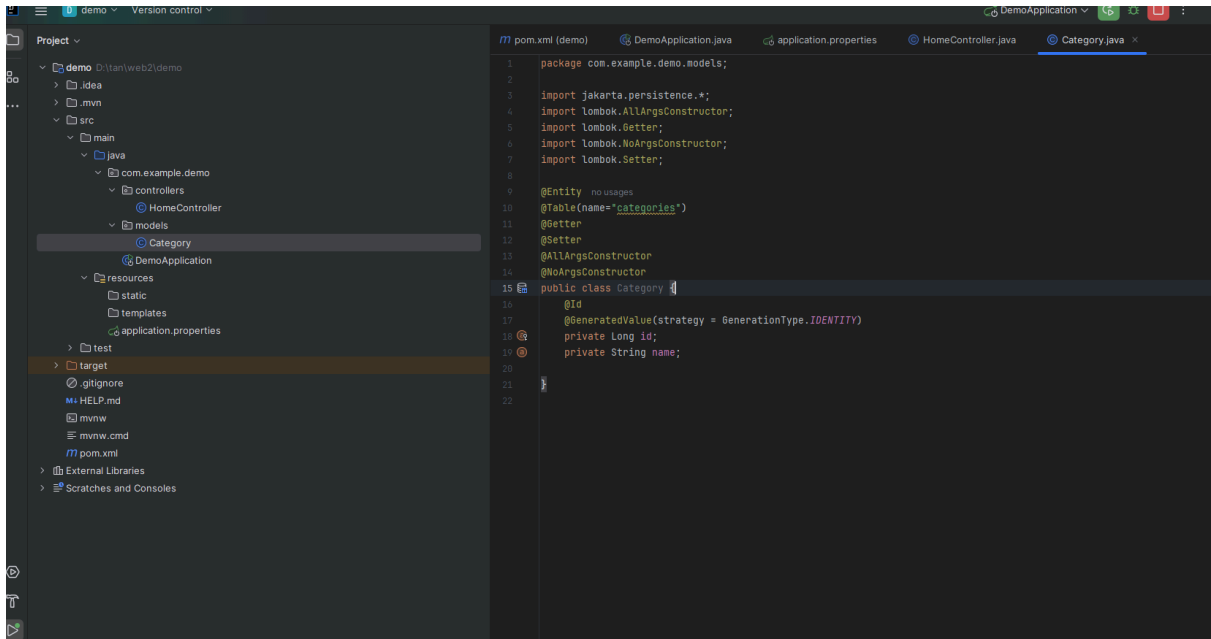 demo Version control
DemoApplication
Project
pom.xml (demo) DemoApplication.java application.properties HomeController.java Category.java
demo D:\tan\web2\demo
.idea
.mvn
src
main
java
com.example.demo
controllers
HomeController
models
Category
DemoApplication
resources
static
templates
application.properties
test
target
.gitignore
HELP.md
mvnw
mvnw.cmd
pom.xml
External Libraries
Scratches and Consoles
1 package com.example.demo.models;
2
3 import jakarta.persistence.*;
4 import lombok.AllArgsConstructor;
5 import lombok.Getter;
6 import lombok.NoArgsConstructor;
7 import lombok.Setter;
8
9 @Entity no usages
10 @Table(name="categories")
11 @Getter
12 @Setter
13 @AllArgsConstructor
14 @NoArgsConstructor
15 public class Category {
16 @Id
17 @GeneratedValue(strategy = GenerationType.IDENTITY)
18 private Long id;
19 private String name;
20
21 }
22